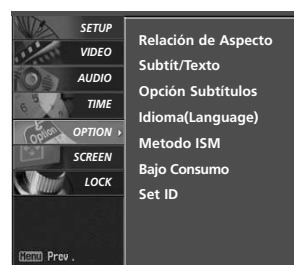 SETUP
VIDEO
AUDIO
TIME
OPTION
SCREEN
LOCK
Menu Prev.
Relación de Aspecto
Subtít/Texto
Opción Subtítulos
Idioma(Language)
Metodo ISM
Bajo Consumo
Set ID